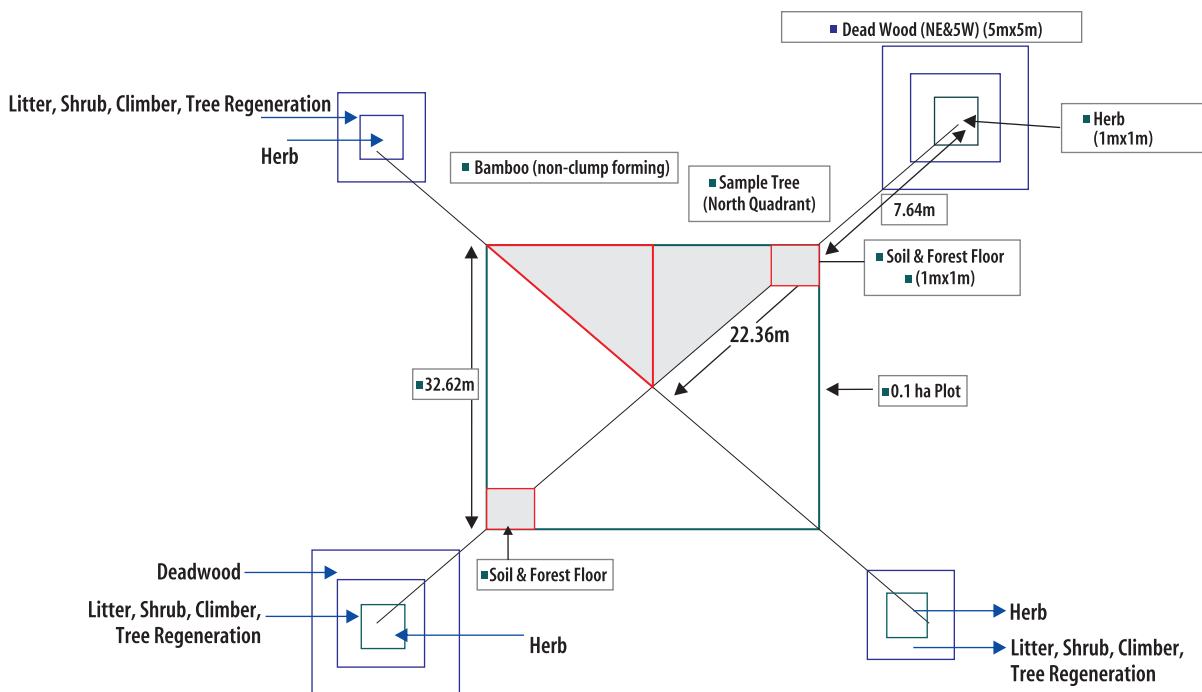 Dead Wood (NE&5W) (5mx5m)
Litter, Shrub, Climber, Tree Regeneration
Herb
Herb
(1mx1m)
Bamboo (non-clump forming)
Sample Tree
(North Quadrant)
7.64m
Soil & Forest Floor
(1mx1m)
22.36m
32.62m
0.1 ha Plot
Soil & Forest Floor
Deadwood
Litter, Shrub, Climber,
Tree Regeneration
Herb
Herb
Litter, Shrub, Climber,
Tree Regeneration